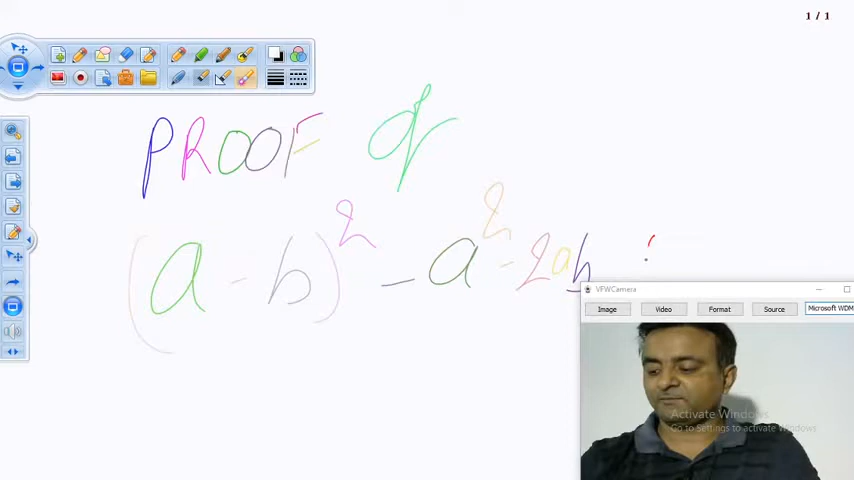 1 / 1
PROOF of
(a - b)² - a² - 2ab
VFWCamera
Image Video Format Source Microsoft WDM
Activate Windows
Go to Settings to activate Windows.